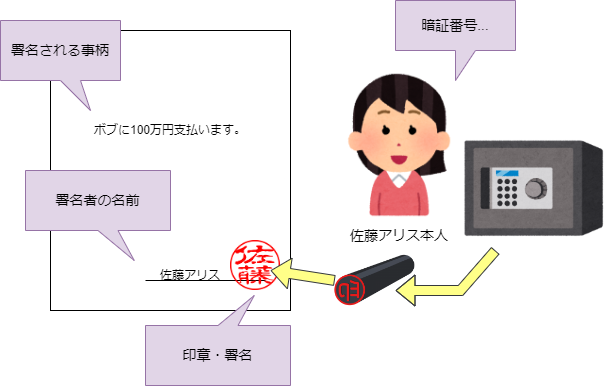 暗証番号...
署名される事柄
ボブに100万円支払います。
署名者の名前
佐藤アリス本人
佐藤アリス
佐藤
印章・署名